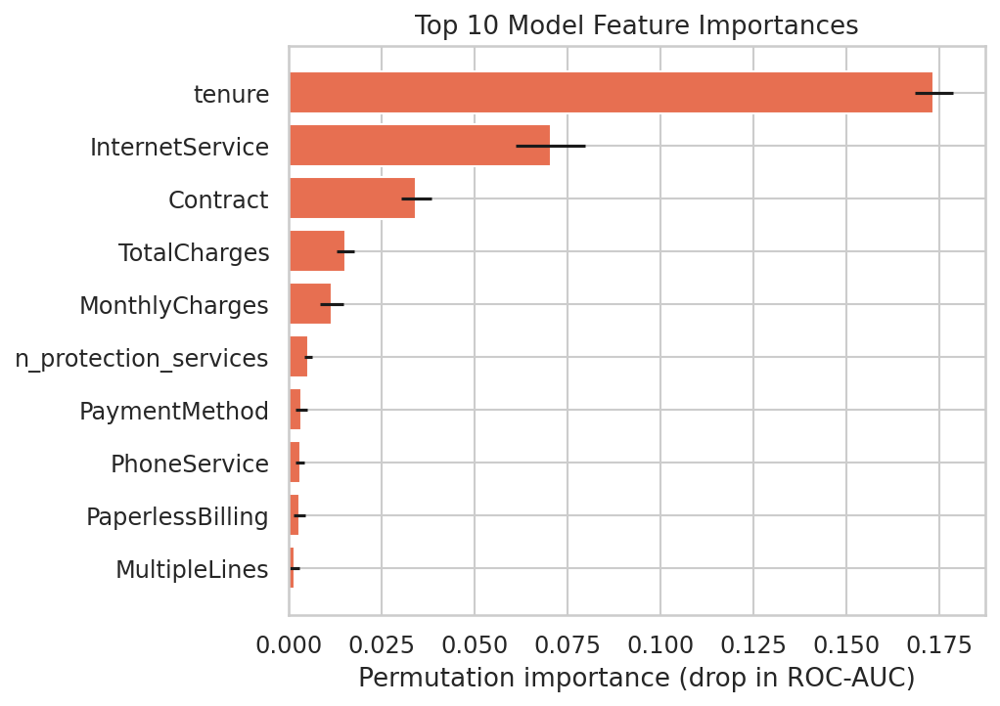 Top 10 Model Feature Importances
tenure
InternetService
Contract
TotalCharges
MonthlyCharges
n_protection_services
PaymentMethod
PhoneService
PaperlessBilling
MultipleLines
0.000 0.025 0.050 0.075 0.100 0.125 0.150 0.175
Permutation importance (drop in ROC-AUC)